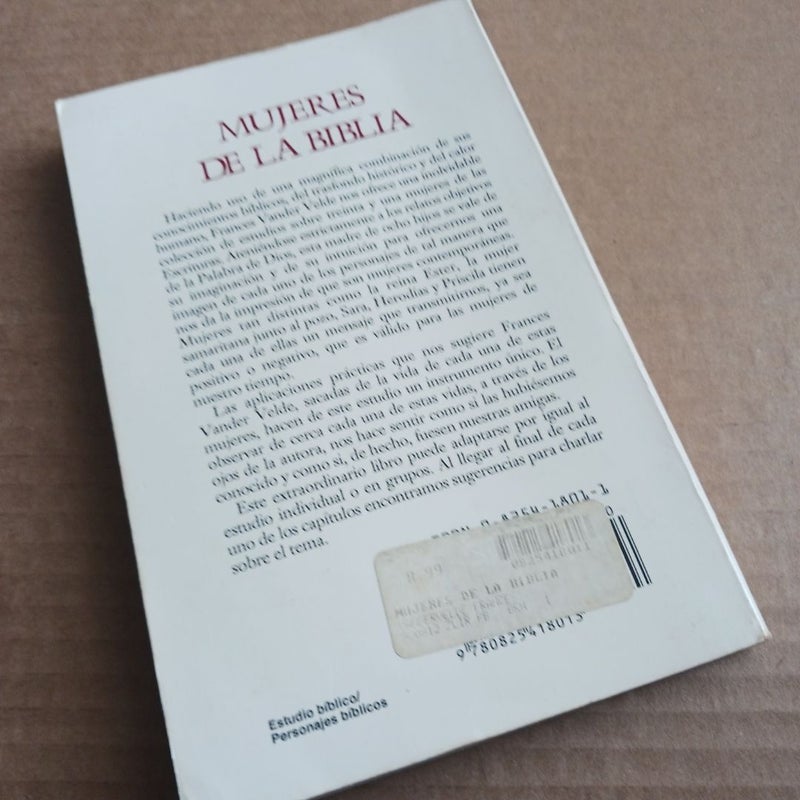 MUJERES
DE LA BIBLIA
Haciendo uso de una magnífica combinación de sus
conocimientos bíblicos, del trasfondo histórico y del calor
humano, Frances Vander Velde nos ofrece una inolvidable
colección de estudios sobre treinta y una mujeres de las
Escrituras. Ateniéndose estrictamente a los relatos objetivos
de la Palabra de Dios, esta madre de ocho hijos se vale de
su imaginación y de su intuición para ofrecernos una
imagen de cada uno de los personajes de tal manera que
nos da la impresión de que son mujeres contemporáneas.
Mujeres tan distintas como la reina Ester, la mujer
samaritana junto al pozo, Sara, Herodías y Priscila tienen
cada una de ellas un mensaje que transmitirnos, ya sea
positivo o negativo, que es válido para las mujeres de
nuestro tiempo.
Las aplicaciones prácticas que nos sugiere Frances
Vander Velde, sacadas de la vida de cada una de estas
mujeres, hacen de este estudio un instrumento único. El
observar de cerca cada una de estas vidas, a través de los
ojos de la autora, nos hace sentir como si las hubiésemos
conocido y como si, de hecho, fuesen nuestras amigas.
Este extraordinario libro puede adaptarse por igual al
estudio individual o en grupos. Al llegar al final de cada
uno de los capítulos encontramos sugerencias para charlar
sobre el tema.
8.99
0825418011
MUJERES DE LA BIBLIA
9 780825 418013
Estudio bíblico/
Personajes bíblicos